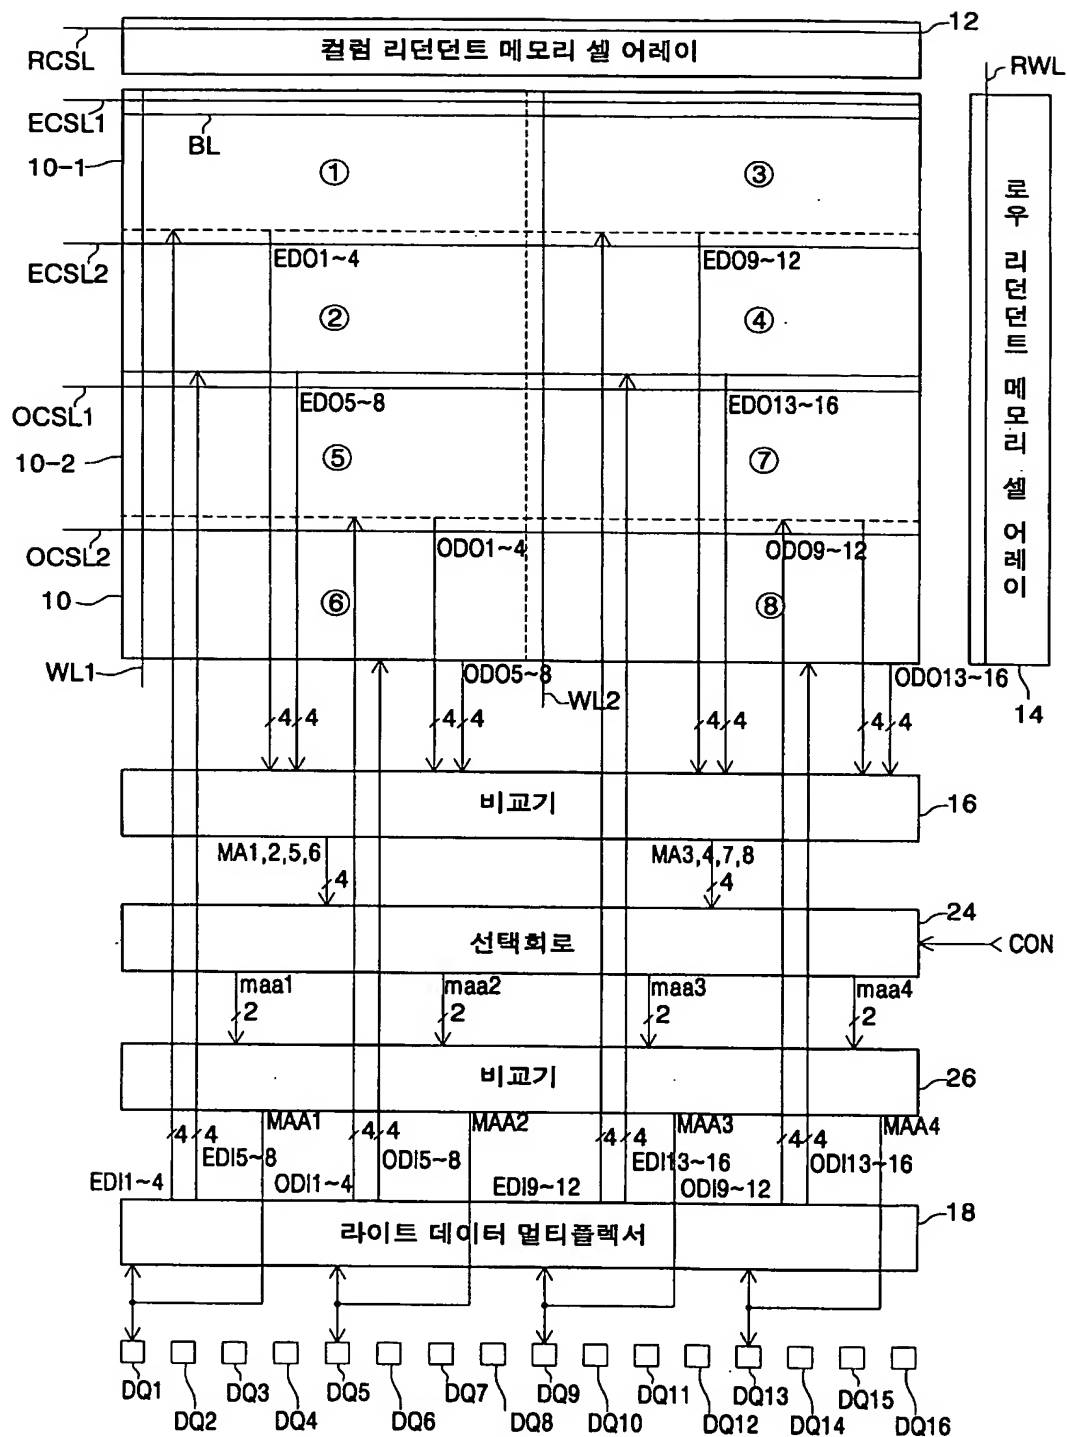 12
컬럼 리던던트 메모리 셀 어레이
RCSL
RWL
ECSL1
BL
10-1
①
③
ECSL2
EDO1~4
EDO9~12
②
④
로우 리던던트 메모리 셀 어레이
OCSL1
EDO5~8
EDO13~16
10-2
⑤
⑦
OCSL2
ODO1~4
ODO9~12
10
⑥
⑧
WL1
ODO5~8
WL2
ODO13~16
14
4 4 4 4 4 4 4 4
비교기
16
MA1,2,5,6
MA3,4,7,8
4 4
24
선택회로
CON
maa1 maa2 maa3 maa4
2 2 2 2
비교기
26
MAA1 MAA2 MAA3 MAA4
4 4 4 4 4 4 4 4
EDI5~8 ODI5~8 EDI13~16 ODI13~16
EDI1~4 ODI1~4 EDI9~12 ODI9~12
18
라이트 데이터 멀티플렉서
DQ1 DQ3 DQ5 DQ7 DQ9 DQ11 DQ13 DQ15
DQ2 DQ4 DQ6 DQ8 DQ10 DQ12 DQ14 DQ16